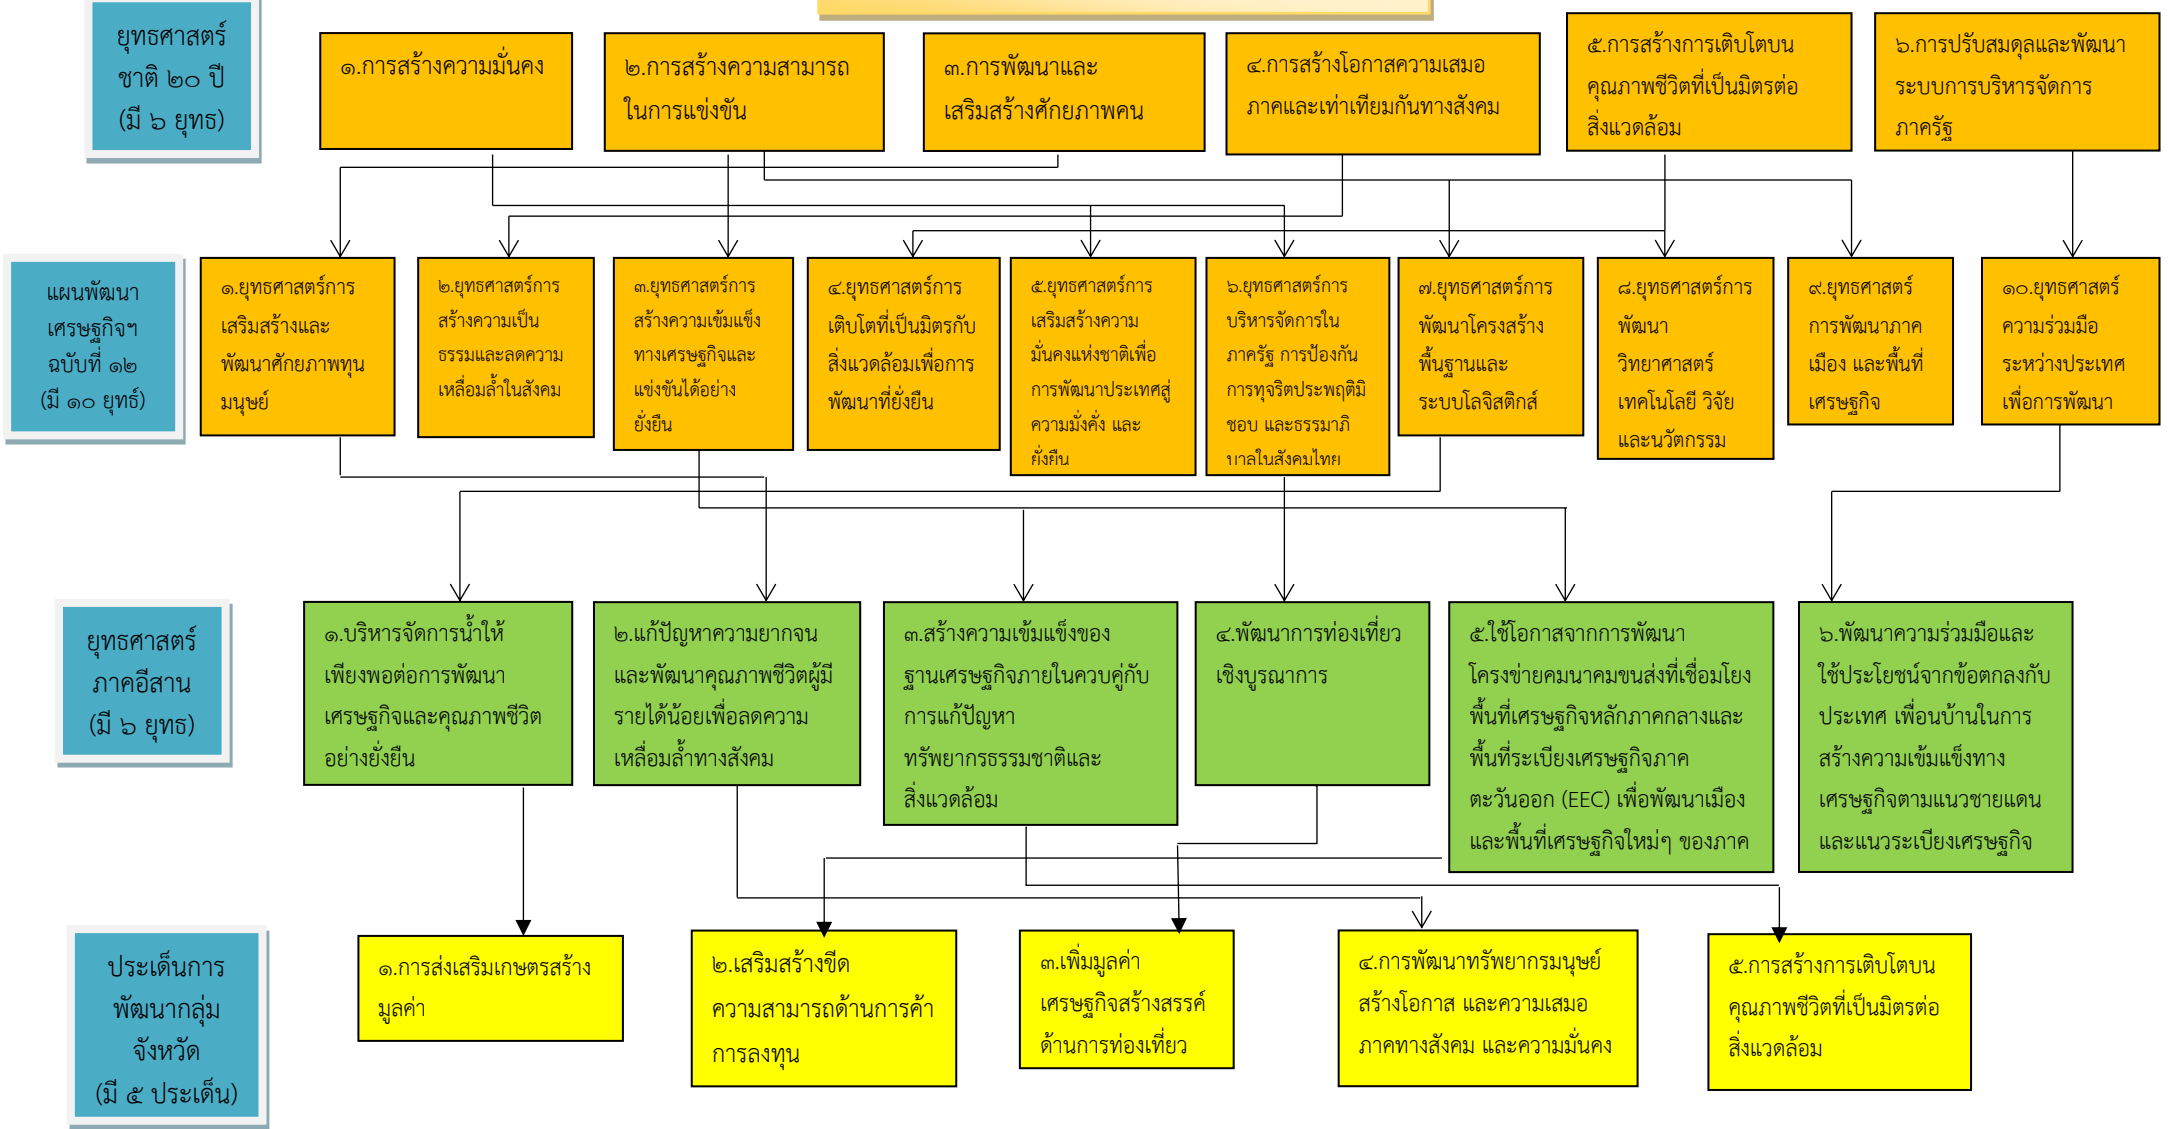 ยุทธศาสตร์
ชาติ ๒๐ ปี
(มี ๖ ยุทธ)
๑.การสร้างความมั่นคง
๒.การสร้างความสามารถ
ในการแข่งขัน
๓.การพัฒนาและ
เสริมสร้างศักยภาพคน
๔.การสร้างโอกาสความเสมอ
ภาคและเท่าเทียมกันทางสังคม
๕.การสร้างการเติบโตบน
คุณภาพชีวิตที่เป็นมิตรต่อ
สิ่งแวดล้อม
๖.การปรับสมดุลและพัฒนา
ระบบการบริหารจัดการ
ภาครัฐ
แผนพัฒนา
เศรษฐกิจฯ
ฉบับที่ ๑๒
(มี ๑๐ ยุทธ์)
๑.ยุทธศาสตร์การ
เสริมสร้างและ
พัฒนาศักยภาพทุน
มนุษย์
๒.ยุทธศาสตร์การ
สร้างความเป็น
ธรรมและลดความ
เหลื่อมล้ำในสังคม
๓.ยุทธศาสตร์การ
สร้างความเข้มแข็ง
ทางเศรษฐกิจและ
แข่งขันได้อย่าง
ยั่งยืน
๔.ยุทธศาสตร์การ
เติบโตที่เป็นมิตรกับ
สิ่งแวดล้อมเพื่อการ
พัฒนาที่ยั่งยืน
๕.ยุทธศาสตร์การ
เสริมสร้างความ
มั่นคงแห่งชาติเพื่อ
การพัฒนาประเทศสู่
ความมั่งคั่ง และ
ยั่งยืน
๖.ยุทธศาสตร์การ
บริหารจัดการใน
ภาครัฐ การป้องกัน
การทุจริตประพฤติมิ
ชอบ และธรรมาภิ
บาลในสังคมไทย
๗.ยุทธศาสตร์การ
พัฒนาโครงสร้าง
พื้นฐานและ
ระบบโลจิสติกส์
๘.ยุทธศาสตร์การ
พัฒนา
วิทยาศาสตร์
เทคโนโลยี วิจัย
และนวัตกรรม
๙.ยุทธศาสตร์
การพัฒนาภาค
เมือง และพื้นที่
เศรษฐกิจ
๑๐.ยุทธศาสตร์
ความร่วมมือ
ระหว่างประเทศ
เพื่อการพัฒนา
ยุทธศาสตร์
ภาคอีสาน
(มี ๖ ยุทธ)
๑.บริหารจัดการน้ำให้
เพียงพอต่อการพัฒนา
เศรษฐกิจและคุณภาพชีวิต
อย่างยั่งยืน
๒.แก้ปัญหาความยากจน
และพัฒนาคุณภาพชีวิตผู้มี
รายได้น้อยเพื่อลดความ
เหลื่อมล้ำทางสังคม
๓.สร้างความเข้มแข็งของ
ฐานเศรษฐกิจภายในควบคู่กับ
การแก้ปัญหา
ทรัพยากรธรรมชาติและ
สิ่งแวดล้อม
๔.พัฒนาการท่องเที่ยว
เชิงบูรณาการ
๕.ใช้โอกาสจากการพัฒนา
โครงข่ายคมนาคมขนส่งที่เชื่อมโยง
พื้นที่เศรษฐกิจหลักภาคกลางและ
พื้นที่ระเบียงเศรษฐกิจภาค
ตะวันออก (EEC) เพื่อพัฒนาเมือง
และพื้นที่เศรษฐกิจใหม่ๆ ของภาค
๖.พัฒนาความร่วมมือและ
ใช้ประโยชน์จากข้อตกลงกับ
ประเทศ เพื่อนบ้านในการ
สร้างความเข้มแข็งทาง
เศรษฐกิจตามแนวชายแดน
และแนวระเบียงเศรษฐกิจ
ประเด็นการ
พัฒนากลุ่ม
จังหวัด
(มี ๕ ประเด็น)
๑.การส่งเสริมเกษตรสร้าง
มูลค่า
๒.เสริมสร้างขีด
ความสามารถด้านการค้า
การลงทุน
๓.เพิ่มมูลค่า
เศรษฐกิจสร้างสรรค์
ด้านการท่องเที่ยว
๔.การพัฒนาทรัพยากรมนุษย์
สร้างโอกาส และความเสมอ
ภาคทางสังคม และความมั่นคง
๕.การสร้างการเติบโตบน
คุณภาพชีวิตที่เป็นมิตรต่อ
สิ่งแวดล้อม